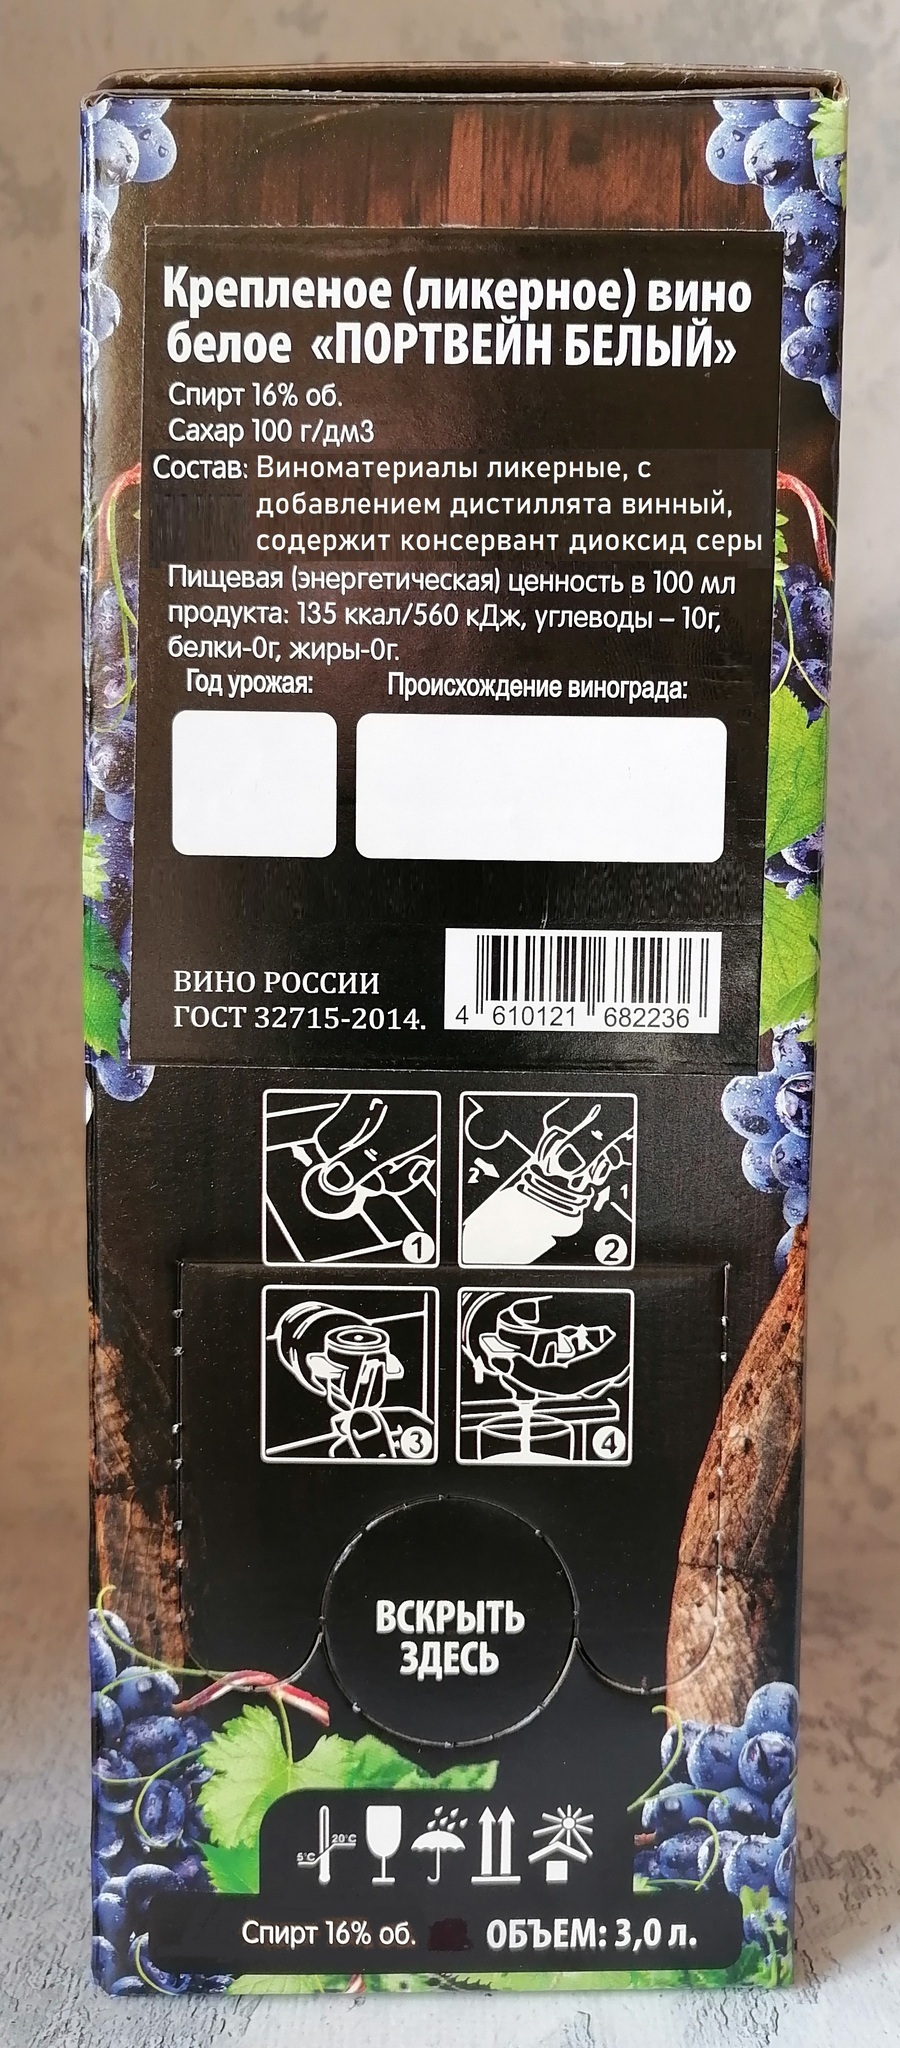 Крепленое (ликерное) вино
белое «ПОРТВЕЙН БЕЛЫЙ»
Спирт 16% об.
Сахар 100 г/дм3
Состав: Виноматериалы ликерные, с
добавлением дистиллята винный,
содержит консервант диоксид серы
Пищевая (энергетическая) ценность в 100 мл
продукта: 135 ккал/560 кДж, углеводы – 10г,
белки-0г, жиры-0г.
Год урожая: Происхождение винограда:
ВИНО РОССИИ
ГОСТ 32715-2014.
4 610121 682236
1
2 1 2
3
4
ВСКРЫТЬ
ЗДЕСЬ
5°C 20°C
Спирт 16% об. ОБЪЕМ: 3,0 л.